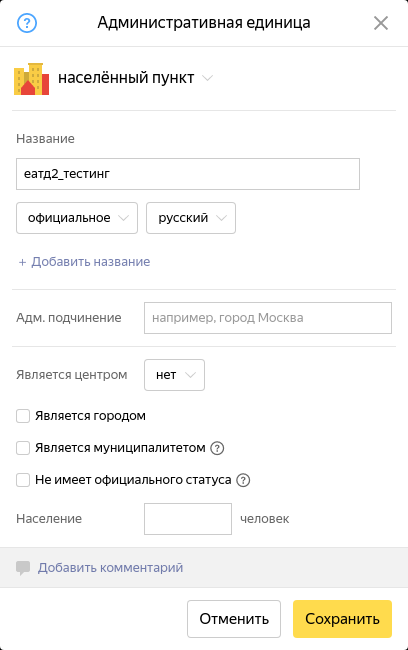 Административная единица
населённый пункт
Название
еатд2_тестинг
официальное русский
+ Добавить название
Адм. подчинение например, город Москва
Является центром нет
Является городом
Является муниципалитетом ?
Не имеет официального статуса ?
Население человек
Добавить комментарий
Отменить Сохранить